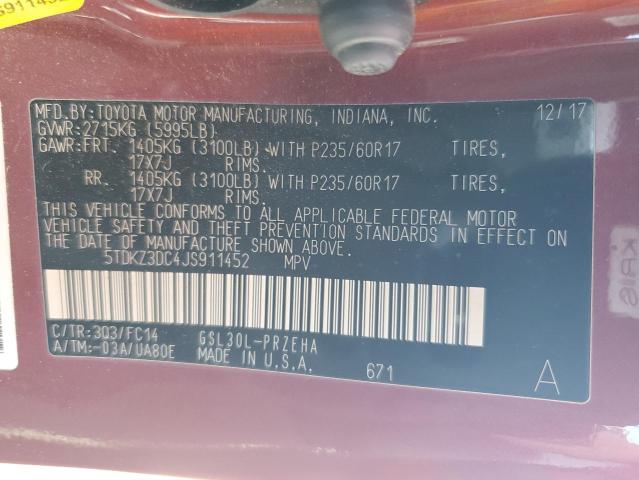 MFD.BY:TOYOTA MOTOR MANUFACTURING, INDIANA, INC. 12/17
GVWR:2715KG (5995LB)
GAWR:FRT. 1405KG (3100LB) WITH P235/60R17 TIRES,
17X7J RIMS.
RR. 1405KG (3100LB) WITH P235/60R17 TIRES,
17X7J RIMS.
THIS VEHICLE CONFORMS TO ALL APPLICABLE FEDERAL MOTOR
VEHICLE SAFETY AND THEFT PREVENTION STANDARDS IN EFFECT ON
THE DATE OF MANUFACTURE SHOWN ABOVE.
5TDKZ3DC4JS911452 MPV
C/TR:3Q3/FC14 GSL30L-PRZEHA
A/TM:-03A/UA80E MADE IN U.S.A. 671 A